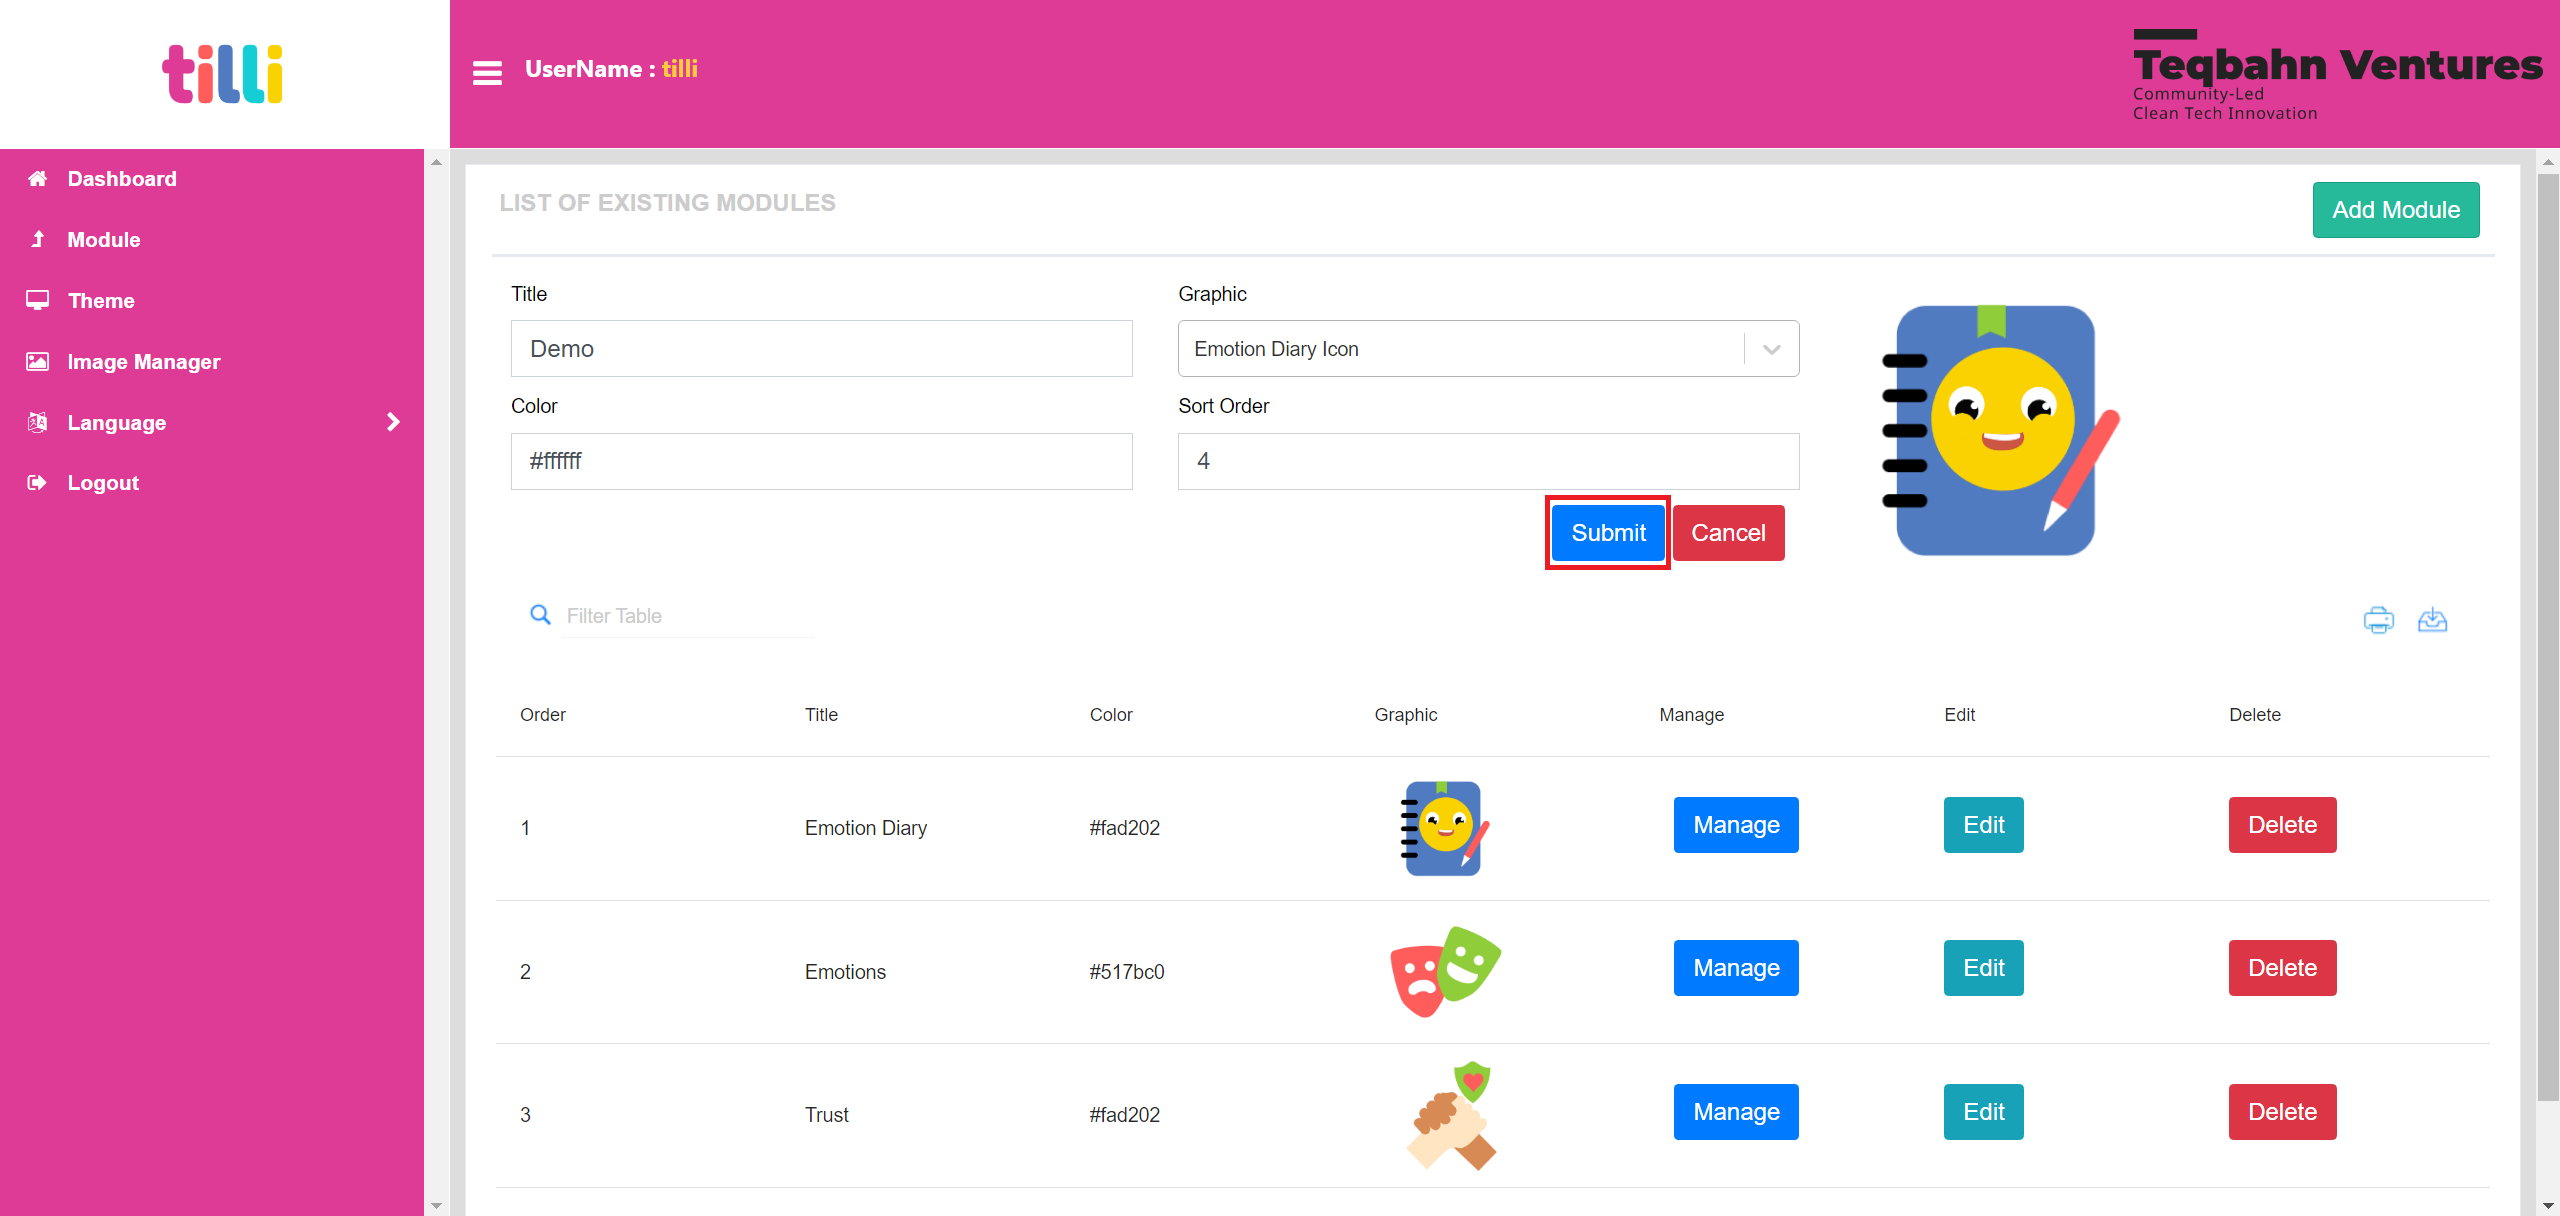 tilli
UserName : tilli
Teqbahn Ventures
Community-Led
Clean Tech Innovation
Dashboard
Module
Theme
Image Manager
Language
Logout
LIST OF EXISTING MODULES
Add Module
Title
Graphic
Demo
Emotion Diary Icon
Color
Sort Order
#ffffff
4
Submit
Cancel
Filter Table
Order Title Color Graphic Manage Edit Delete
1 Emotion Diary #fad202 Manage Edit Delete
2 Emotions #517bc0 Manage Edit Delete
3 Trust #fad202 Manage Edit Delete